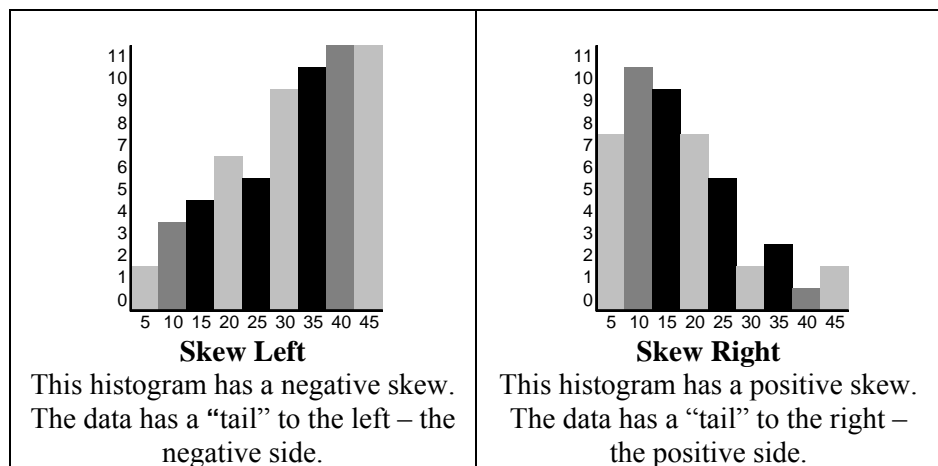 11
10
9
8
7
6
5
4
3
2
1
0
5 10 15 20 25 30 35 40 45
Skew Left
This histogram has a negative skew.
The data has a “tail” to the left – the
negative side.
11
10
9
8
7
6
5
4
3
2
1
0
5 10 15 20 25 30 35 40 45
Skew Right
This histogram has a positive skew.
The data has a “tail” to the right –
the positive side.